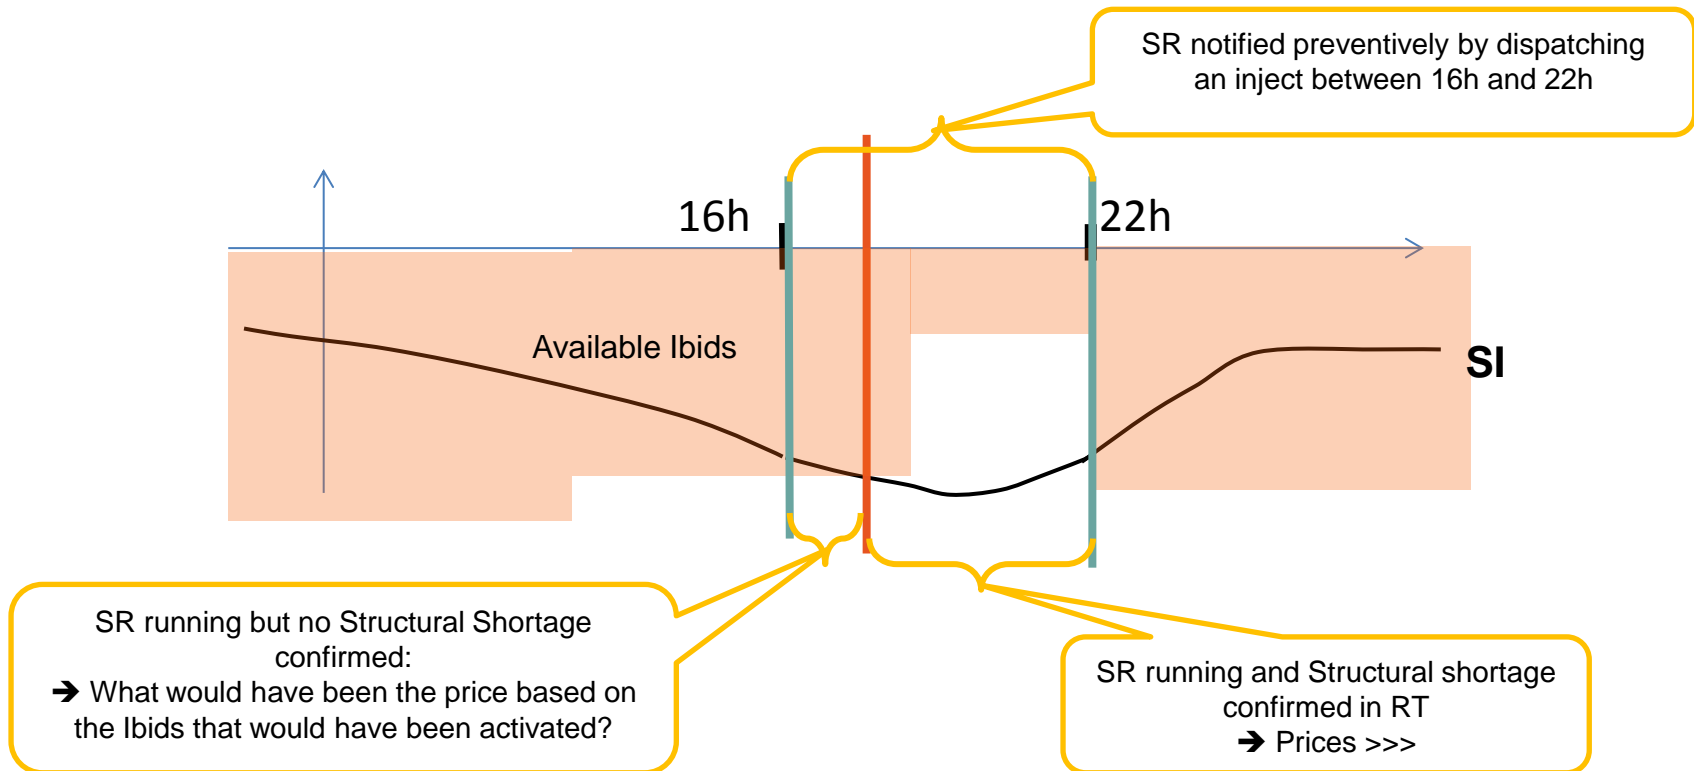 SR notified preventively by dispatching
an inject between 16h and 22h
16h
22h
Available Ibids
SI
SR running but no Structural Shortage
confirmed:
➔ What would have been the price based on
the Ibids that would have been activated?
SR running and Structural shortage
confirmed in RT
➔ Prices >>>